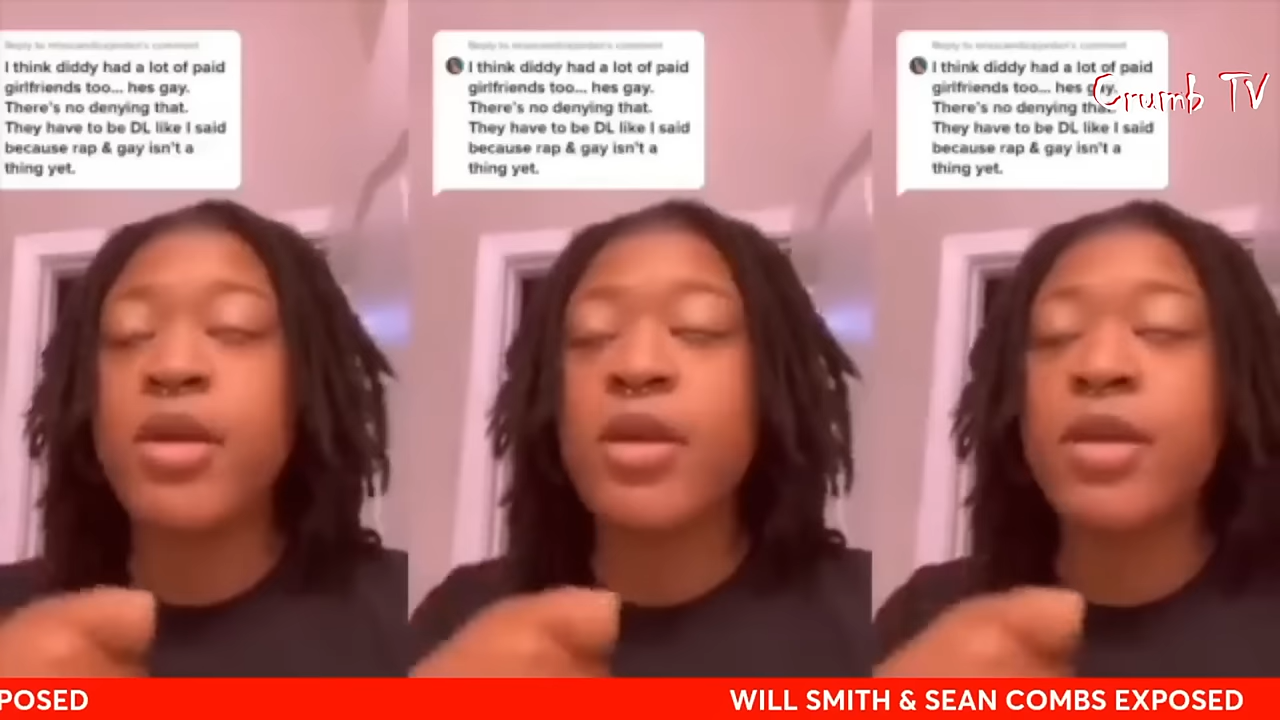 I think diddy had a lot of paid
girlfriends too... hes gay.
There's no denying that.
They have to be DL like I said
because rap & gay isn't a
thing yet.
I think diddy had a lot of paid
girlfriends too... hes gay.
There's no denying that.
They have to be DL like I said
because rap & gay isn't a
thing yet.
I think diddy had a lot of paid
girlfriends too... hes gay.
There's no denying that.
They have to be DL like I said
because rap & gay isn't a
thing yet.
Crumb TV
POSED
WILL SMITH & SEAN COMBS EXPOSED